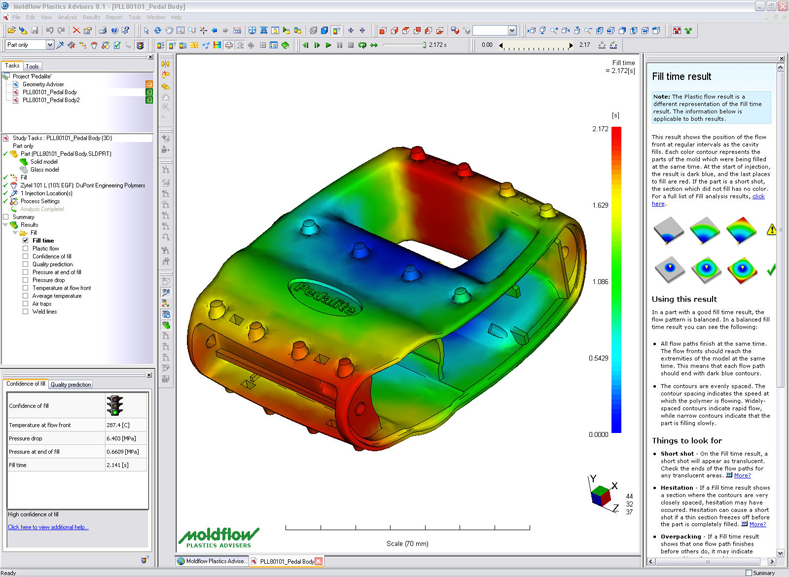 Moldflow Plastics Advisers 8.1 - [PLL80101_Pedal Body]
File Edit View Analysis Results Report Tools Window Help
Part only
2.172 [s]
0.00
2.17
Tasks Tools
Project 'Pedalite'
Geometry Adviser
PLL80101_Pedal Body
PLL80101_Pedal Body2
Study Tasks : PLL80101_Pedal Body (3D)
Part only
Part (PLL80101_Pedal Body.SLDPRT)
Solid model
Glass model
Fill
Zytel 101 L (10% EGF): DuPont Engineering Polymers
1 Injection Location(s)
Process Settings
Analysis Complete!
Summary
Results
Fill
Fill time
Plastic flow
Confidence of fill
Quality prediction
Pressure at end of fill
Pressure drop
Temperature at flow front
Average temperature
Air traps
Weld lines
Confidence of fill Quality prediction
Confidence of fill
Temperature at flow front 287.4 [C]
Pressure drop 6.403 [MPa]
Pressure at end of fill 0.6609 [MPa]
Fill time 2.141 [s]
High confidence of fill
Click here to view additional help...
Ready
Fill time
= 2.172[s]
[s]
2.172
1.629
1.086
0.5429
0.0000
Pedalite
Y
X
Z
44
32
37
moldflow
PLASTICS ADVISERS
Scale (70 mm)
Moldflow Plastics Advise...
PLL80101_Pedal Body
Fill time result
Note: The Plastic flow result is a
different representation of the Fill time
result. The information below is
applicable to both results.
This result shows the position of the flow
front at regular intervals as the cavity
fills. Each color contour represents the
parts of the mold which were being filled
at the same time. At the start of injection,
the result is dark blue, and the last places
to fill are red. If the part is a short shot,
the section which did not fill has no color.
For a full list of Fill analysis results, click
here.
Using this result
In a part with a good fill time result, the
flow pattern is balanced. In a balanced fill
time result you can see the following:
All flow paths finish at the same time.
The flow fronts should reach the
extremities of the model at the same
time. This means that each flow path
should end with dark blue contours.
The contours are evenly spaced. The
contour spacing indicates the speed at
which the polymer is flowing. Widely-
spaced contours indicate rapid flow,
while narrow contours indicate that the
part is filling slowly.
Things to look for
Short shot - On the Fill time result, a
short shot will appear as translucent.
Check the ends of the flow paths for
any translucent areas. More?
Hesitation - If a Fill time result shows
a section where the contours are very
closely spaced, hesitation may have
occurred. Hesitation can cause a short
shot if a thin section freezes off before
the part is completely filled. More?
Overpacking - If a Fill time result
shows that one flow path finishes
before others do, it may indicate
Summary